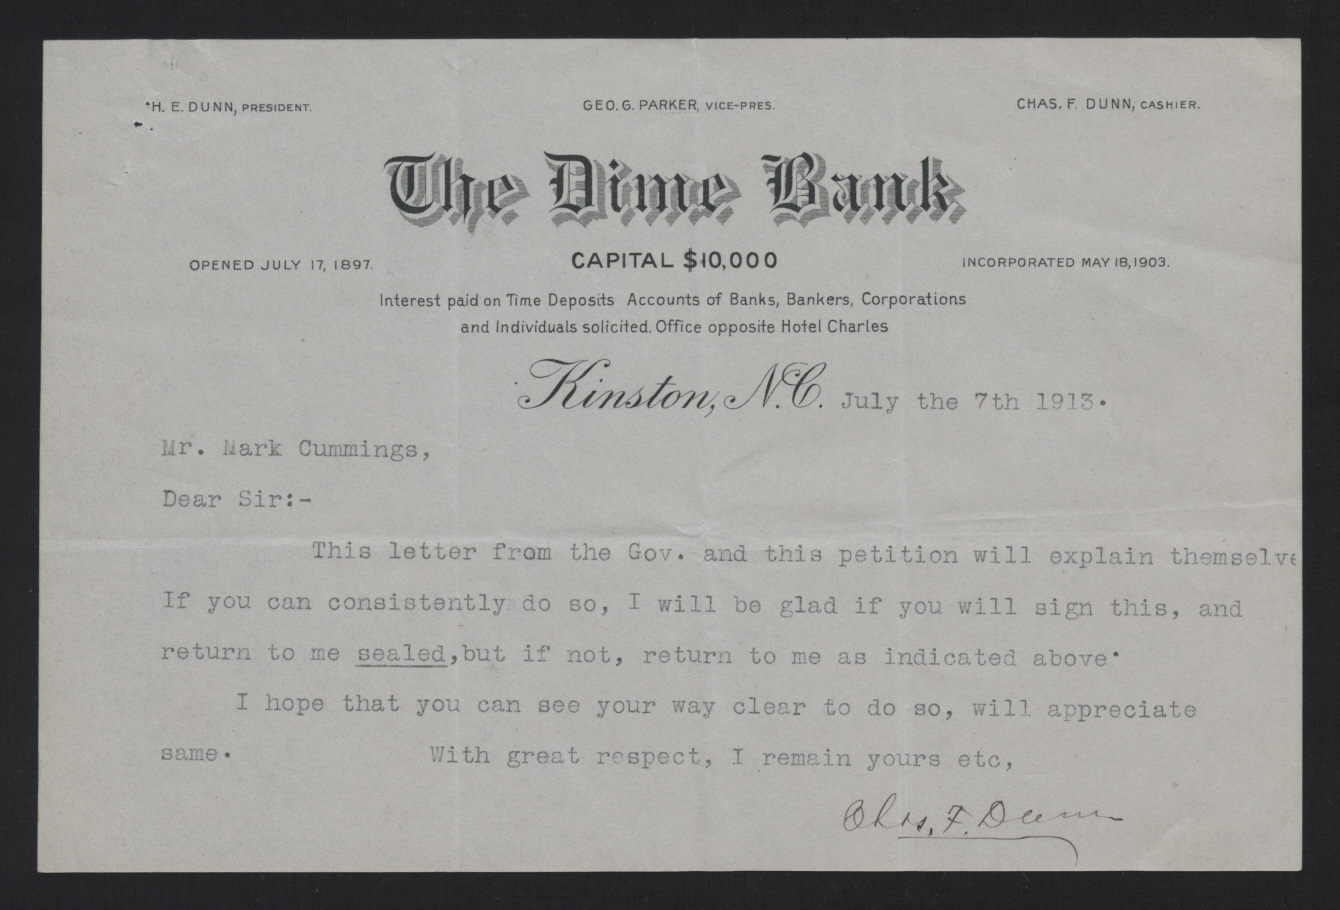 H. E. DUNN, PRESIDENT.
GEO. G. PARKER, VICE-PRES.
CHAS. F. DUNN, CASHIER.
The Dime Bank
OPENED JULY 17, 1897.
CAPITAL $10,000
INCORPORATED MAY 18, 1903.
Interest paid on Time Deposits Accounts of Banks, Bankers, Corporations
and Individuals solicited. Office opposite Hotel Charles
Kinston, N.C. July the 7th 1913.
Mr. Mark Cummings,
Dear Sir:-
This letter from the Gov. and this petition will explain themselve
If you can consistently do so, I will be glad if you will sign this, and
return to me sealed,but if not, return to me as indicated above.
I hope that you can see your way clear to do so, will appreciate
same. With great respect, I remain yours etc,
Chas. F. Dunn